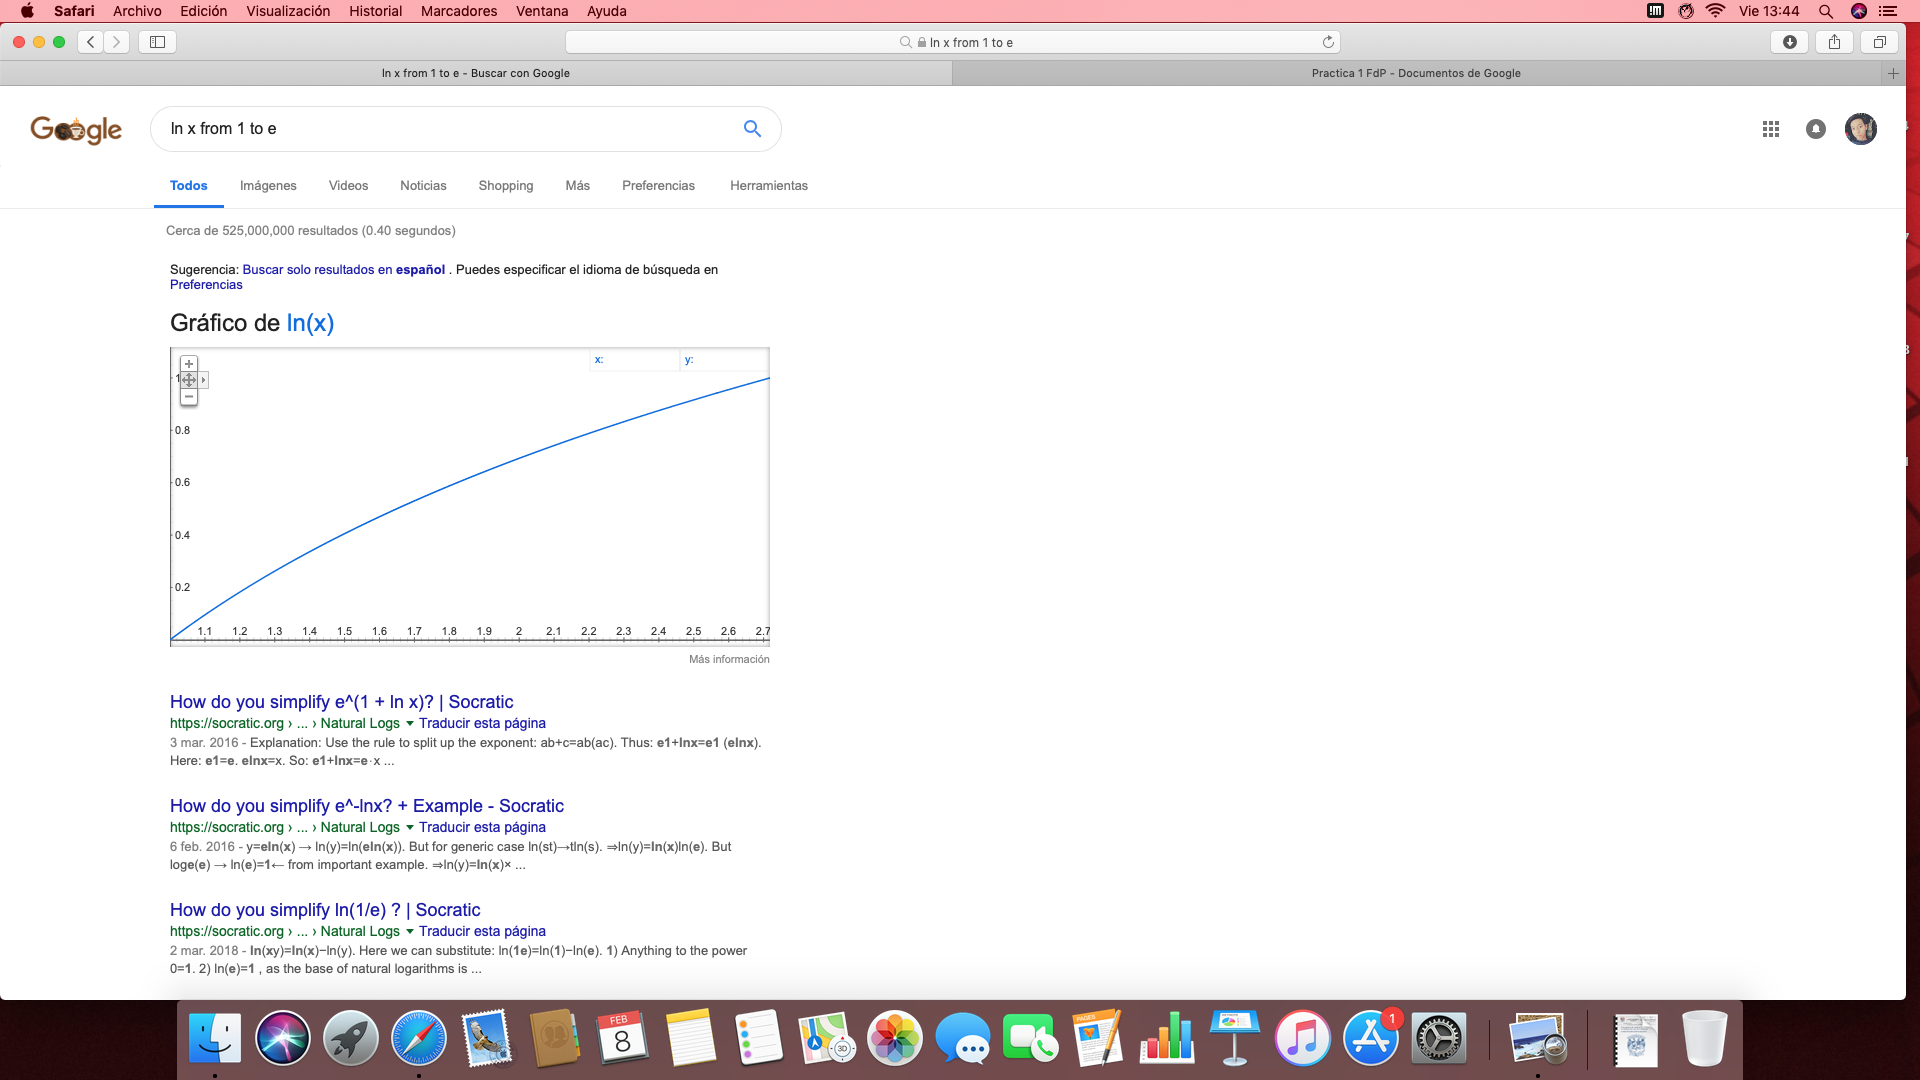 Safari Archivo Edición Visualización Historial Marcadores Ventana Ayuda Vie 13:44
ln x from 1 to e
ln x from 1 to e - Buscar con Google
Practica 1 FdP - Documentos de Google
Google
ln x from 1 to e
Todos Imágenes Videos Noticias Shopping Más Preferencias Herramientas
Cerca de 525,000,000 resultados (0.40 segundos)
Sugerencia: Buscar solo resultados en español . Puedes especificar el idioma de búsqueda en
Preferencias
Gráfico de ln(x)
x: y:
1
0.8
0.6
0.4
0.2
1.1 1.2 1.3 1.4 1.5 1.6 1.7 1.8 1.9 2 2.1 2.2 2.3 2.4 2.5 2.6 2.7
Más información
How do you simplify e^(1 + ln x)? | Socratic
https://socratic.org › ... › Natural Logs ▾ Traducir esta página
3 mar. 2016 - Explanation: Use the rule to split up the exponent: ab+c=ab(ac). Thus: e1+lnx=e1 (elnx).
Here: e1=e. elnx=x. So: e1+lnx=e⋅x ...
How do you simplify e^-lnx? + Example - Socratic
https://socratic.org › ... › Natural Logs ▾ Traducir esta página
6 feb. 2016 - y=eln(x) → ln(y)=ln(eln(x)). But for generic case ln(st)→tln(s). ⇒ln(y)=ln(x)ln(e). But
loge(e) → ln(e)=1← from important example. ⇒ln(y)=ln(x)× ...
How do you simplify ln(1/e) ? | Socratic
https://socratic.org › ... › Natural Logs ▾ Traducir esta página
2 mar. 2018 - ln(xy)=ln(x)−ln(y). Here we can substitute: ln(1e)=ln(1)−ln(e). 1) Anything to the power
0=1. 2) ln(e)=1 , as the base of natural logarithms is ...
FEB
8
3D
PAGES
1